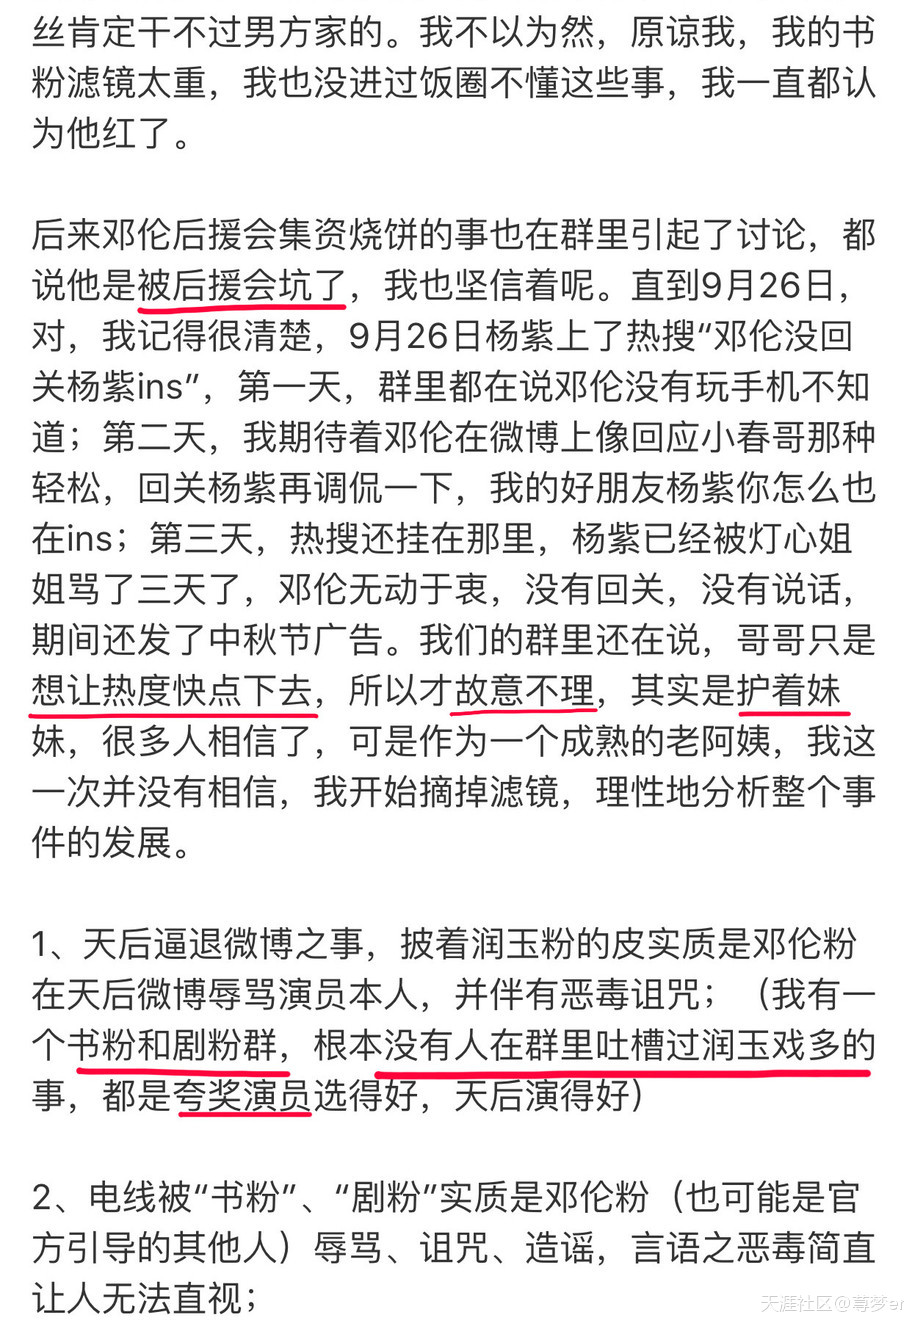 丝肯定干不过男方家的。我不以为然，原谅我，我的书
粉滤镜太重，我也没进过饭圈不懂这些事，我一直都认
为他红了。
后来邓伦后援会集资烧饼的事也在群里引起了讨论，都
说他是被后援会坑了，我也坚信着呢。直到9月26日，
对，我记得很清楚，9月26日杨紫上了热搜“邓伦没回
关杨紫ins”，第一天，群里都在说邓伦没有玩手机不知
道；第二天，我期待着邓伦在微博上像回应小春哥那种
轻松，回关杨紫再调侃一下，我的好朋友杨紫你怎么也
在ins；第三天，热搜还挂在那里，杨紫已经被灯心姐
姐骂了三天了，邓伦无动于衷，没有回关，没有说话，
期间还发了中秋节广告。我们的群里还在说，哥哥只是
想让热度快点下去，所以才故意不理，其实是护着妹
妹，很多人相信了，可是作为一个成熟的老阿姨，我这
一次并没有相信，我开始摘掉滤镜，理性地分析整个事
件的发展。
1、天后逼退微博之事，披着润玉粉的皮实质是邓伦粉
在天后微博辱骂演员本人，并伴有恶毒诅咒；（我有一
个书粉和剧粉群，根本没有人在群里吐槽过润玉戏多的
事，都是夸奖演员选得好，天后演得好）
2、电线被“书粉”、“剧粉”实质是邓伦粉（也可能是官
方引导的其他人）辱骂、诅咒、造谣，言语之恶毒简直
让人无法直视；
天涯社区@荨梦er